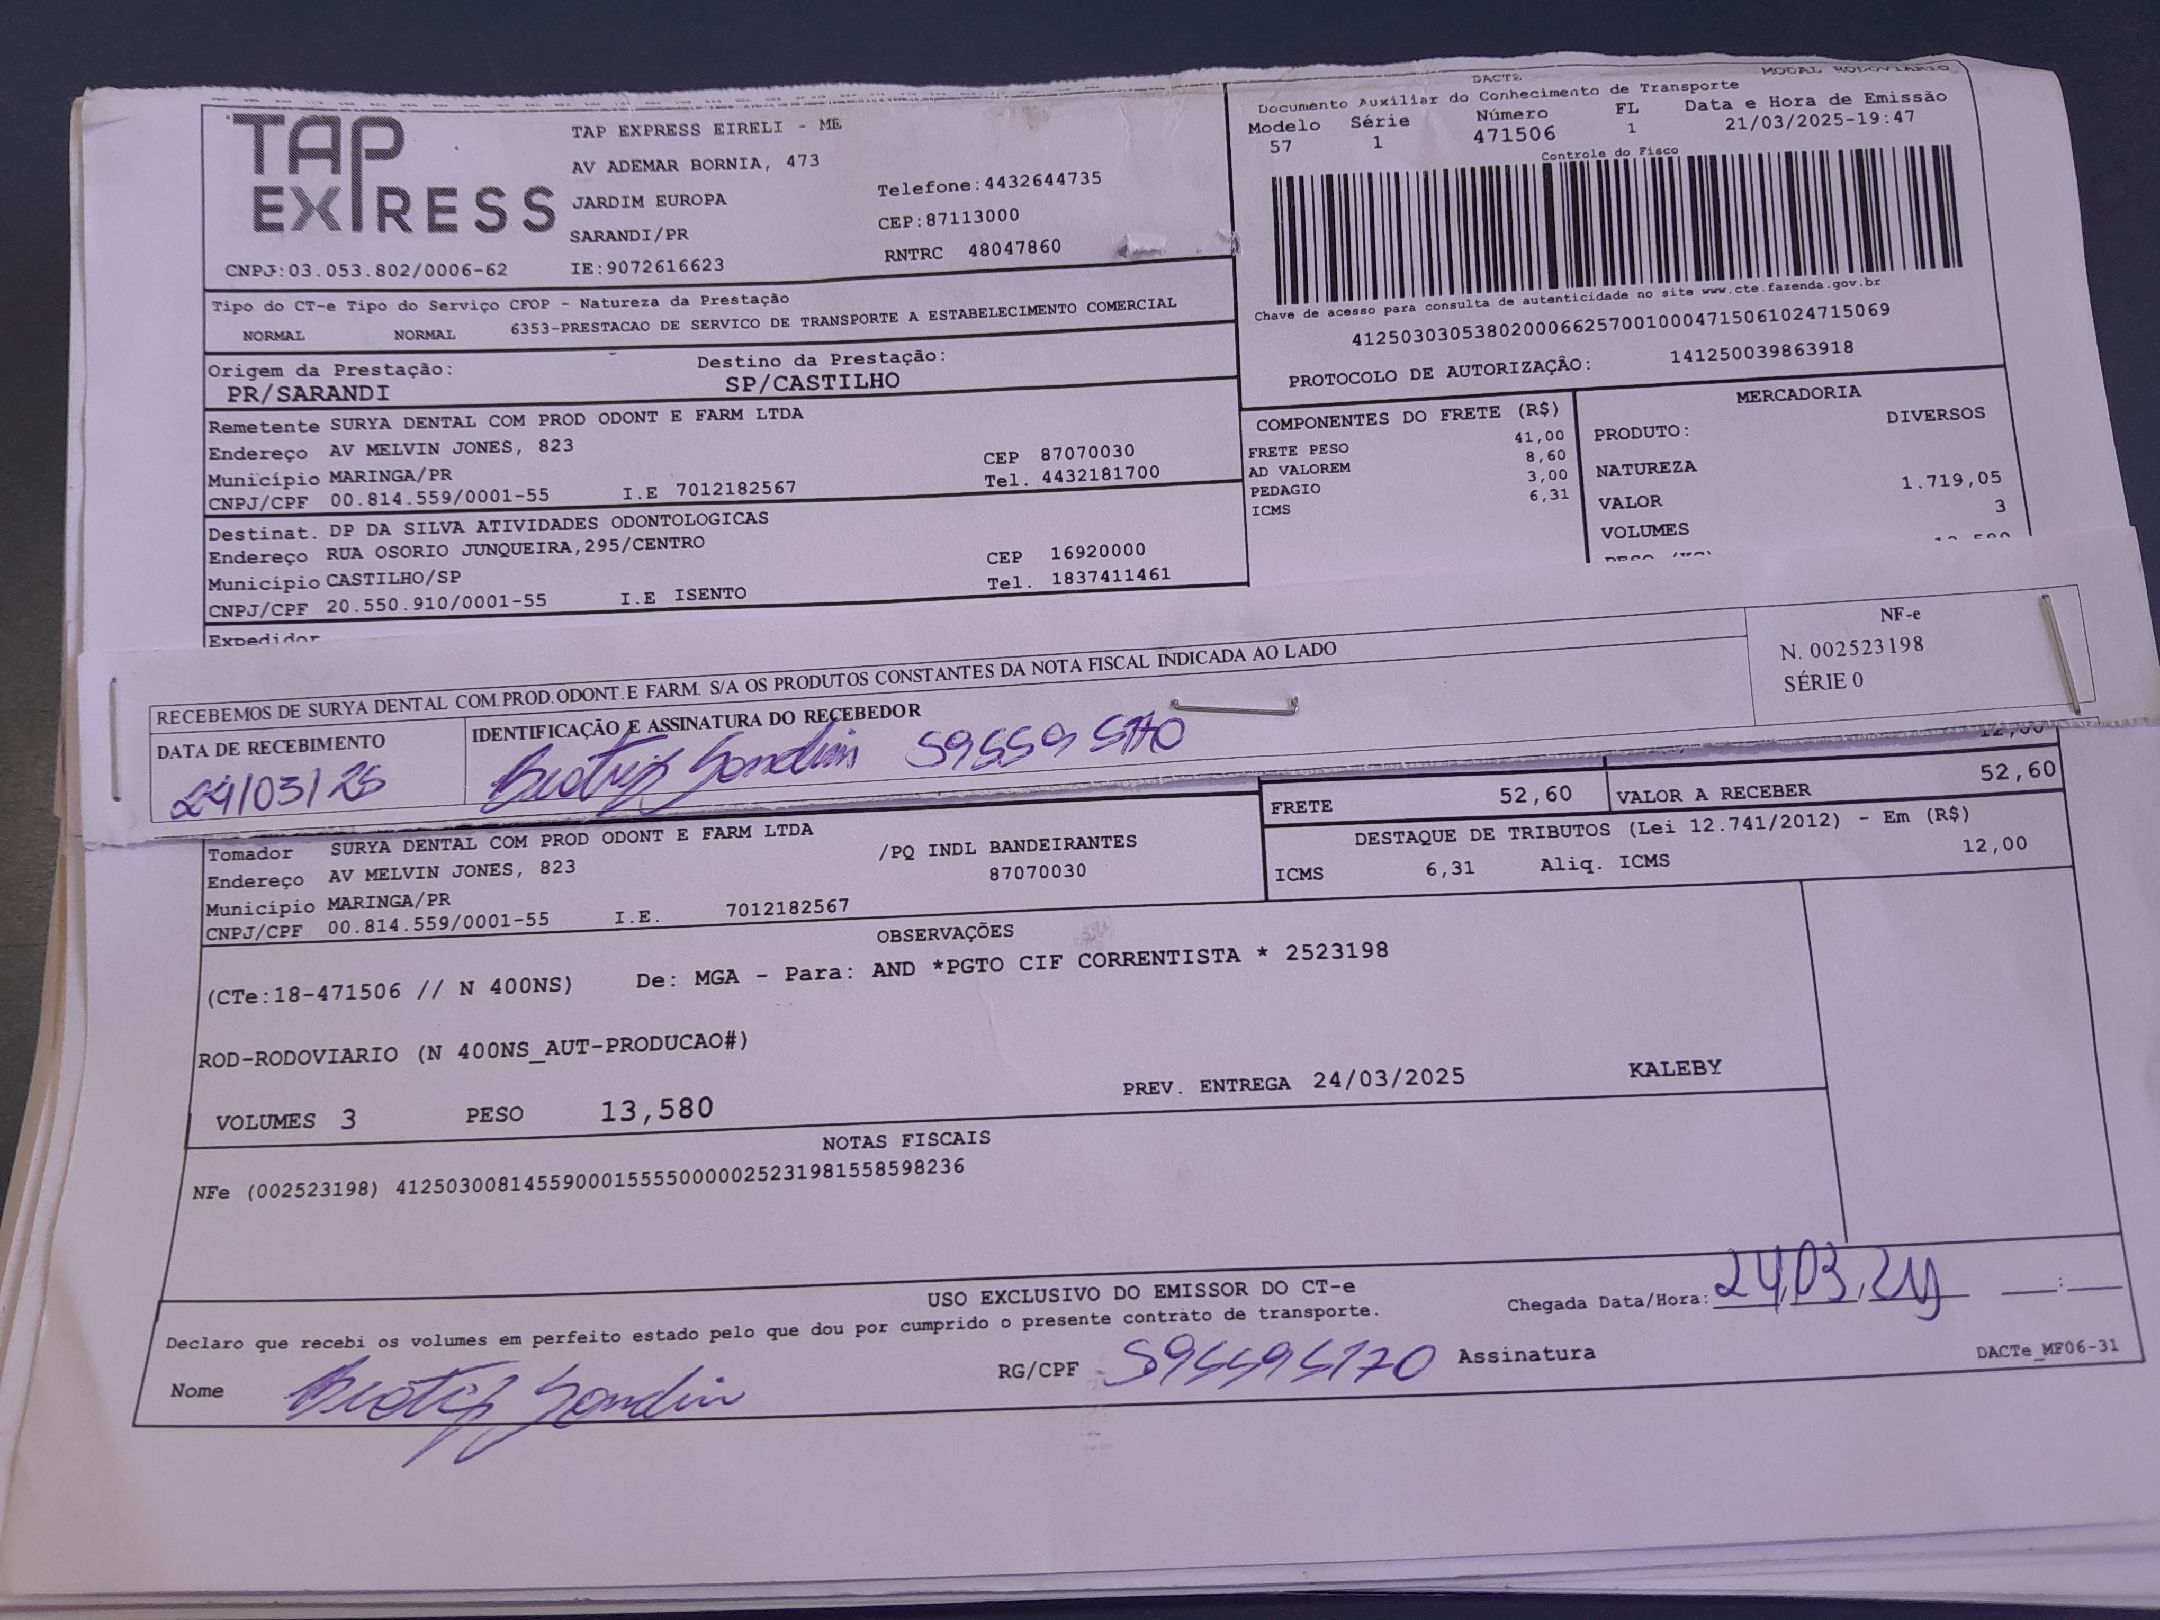 DACTE
MODAL RODOVIARIO
TAP EXPRESS
TAP EXPRESS EIRELI - ME
AV ADEMAR BORNIA, 473
JARDIM EUROPA
SARANDI/PR
IE:9072616623
Telefone:4432644735
CEP:87113000
RNTRC 48047860
CNPJ:03.053.802/0006-62
Documento Auxiliar do Conhecimento de Transporte
Modelo Série Número FL Data e Hora de Emissão
57 1 471506 1 21/03/2025-19:47
Controle do Fisco
Chave de acesso para consulta de autenticidade no site www.cte.fazenda.gov.br
41250303053802000662570010004715061024715069
PROTOCOLO DE AUTORIZAÇÂO: 141250039863918
Tipo do CT-e Tipo do Serviço CFOP - Natureza da Prestação
NORMAL NORMAL 6353-PRESTACAO DE SERVICO DE TRANSPORTE A ESTABELECIMENTO COMERCIAL
Origem da Prestação: Destino da Prestação:
PR/SARANDI SP/CASTILHO
Remetente SURYA DENTAL COM PROD ODONT E FARM LTDA
Endereço AV MELVIN JONES, 823 CEP 87070030
Município MARINGA/PR Tel. 4432181700
CNPJ/CPF 00.814.559/0001-55 I.E 7012182567
Destinat. DP DA SILVA ATIVIDADES ODONTOLOGICAS
Endereço RUA OSORIO JUNQUEIRA,295/CENTRO CEP 16920000
Município CASTILHO/SP Tel. 1837411461
CNPJ/CPF 20.550.910/0001-55 I.E ISENTO
Expedidor
COMPONENTES DO FRETE (R$)
FRETE PESO 41,00
AD VALOREM 8,60
PEDAGIO 3,00
ICMS 6,31
MERCADORIA
PRODUTO: DIVERSOS
NATUREZA
VALOR 1.719,05
VOLUMES 3
RECEBEMOS DE SURYA DENTAL COM.PROD.ODONT.E FARM. S/A OS PRODUTOS CONSTANTES DA NOTA FISCAL INDICADA AO LADO
NF-e
N. 002523198
SÉRIE 0
DATA DE RECEBIMENTO
24/03/25
IDENTIFICAÇÃO E ASSINATURA DO RECEBEDOR
12,00
FRETE 52,60 VALOR A RECEBER 52,60
DESTAQUE DE TRIBUTOS (Lei 12.741/2012) - Em (R$)
ICMS 6,31 Aliq. ICMS 12,00
Tomador SURYA DENTAL COM PROD ODONT E FARM LTDA
Endereço AV MELVIN JONES, 823 /PQ INDL BANDEIRANTES
Município MARINGA/PR 87070030
CNPJ/CPF 00.814.559/0001-55 I.E. 7012182567
OBSERVAÇÕES
(CTe:18-471506 // N 400NS) De: MGA - Para: AND *PGTO CIF CORRENTISTA * 2523198
ROD-RODOVIARIO (N 400NS_AUT-PRODUCAO#)
PREV. ENTREGA 24/03/2025 KALEBY
VOLUMES 3 PESO 13,580
NOTAS FISCAIS
NFe (002523198) 41250300814559000155550000025231981558598236
USO EXCLUSIVO DO EMISSOR DO CT-e
Declaro que recebi os volumes em perfeito estado pelo que dou por cumprido o presente contrato de transporte.
Chegada Data/Hora: 24/03/
Nome Beatriz RG/CPF 595595170 Assinatura
DACTe_MF06-31